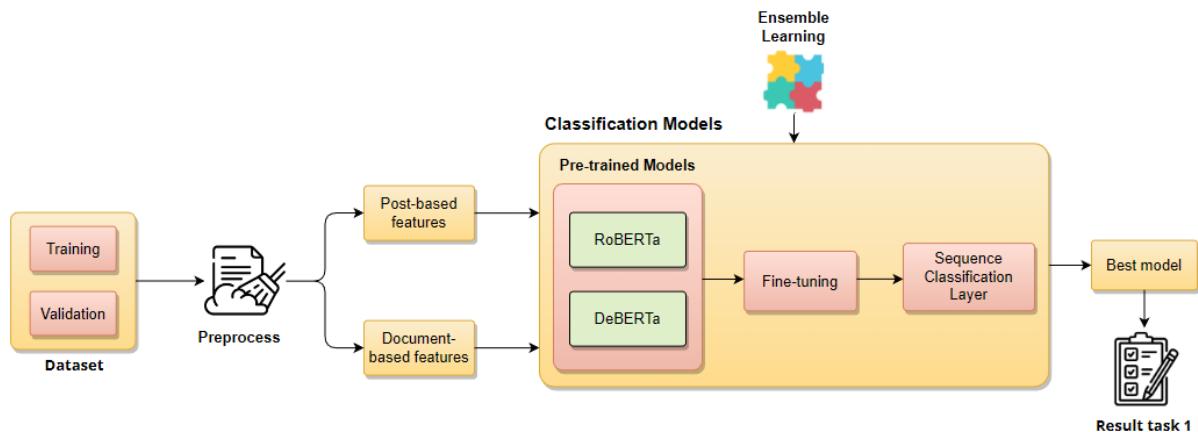 Ensemble
Learning
Classification Models
Pre-trained Models
Post-based
features
RoBERTa
Training
Sequence
Classification
Layer
Best model
Fine-tuning
Validation
Preprocess
DeBERTa
Document-
based features
Dataset
Result task 1